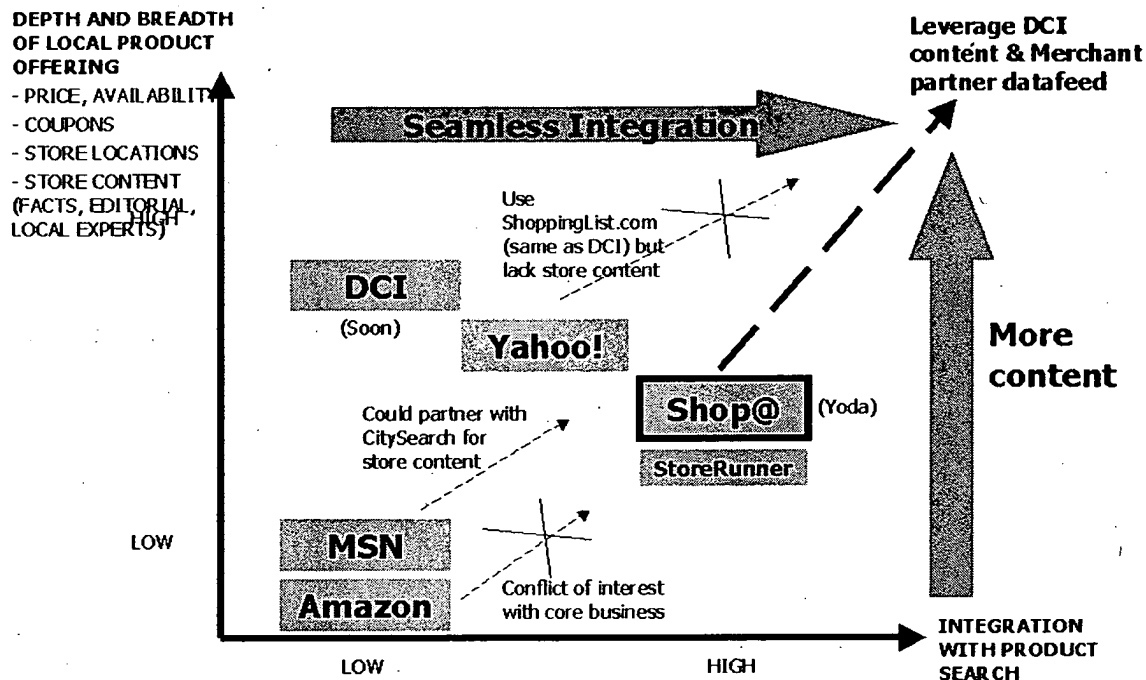 DEPTH AND BREADTH
OF LOCAL PRODUCT
OFFERING
- PRICE, AVAILABILITY
- COUPONS
- STORE LOCATIONS
- STORE CONTENT
(FACTS, EDITORIAL,
LOCAL EXPERTS)
HIGH
LOW
Leverage DCI
content & Merchant
partner datafeed
Seamless Integration
Use
ShoppingList.com
(same as DCI) but
lack store content
DCI
(Soon)
Yahoo!
Shop@
(Yoda)
StoreRunner
More
content
Could partner with
CitySearch for
store content
MSN
Amazon
Conflict of interest
with core business
LOW
HIGH
INTEGRATION
WITH PRODUCT
SEARCH